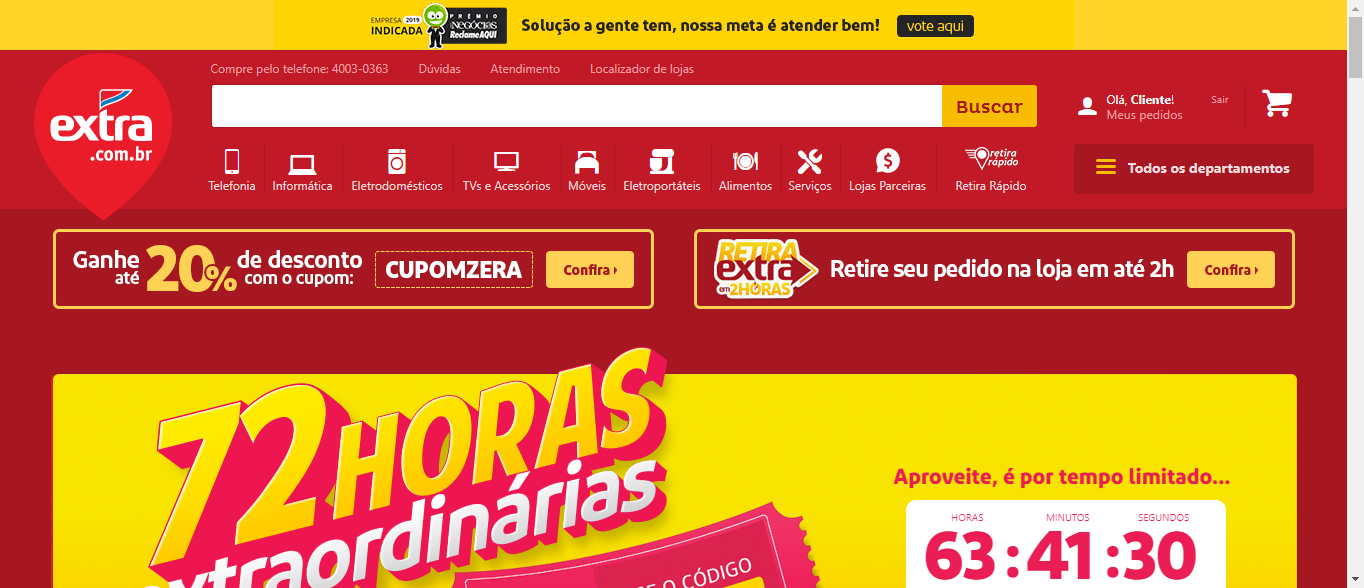 EMPRESA 2019
INDICADA
PRÊMIO
ReclameAQUI
Solução a gente tem, nossa meta é atender bem!
vote aqui
Compre pelo telefone: 4003-0363
Dúvidas
Atendimento
Localizador de lojas
extra
.com.br
Buscar
Olá, Cliente!
Meus pedidos
Sair
Telefonia
Informática
Eletrodomésticos
TVs e Acessórios
Móveis
Eletroportáteis
Alimentos
Serviços
Lojas Parceiras
retira
rápido
Retira Rápido
Todos os departamentos
Ganhe
até
20%
de desconto
com o cupom:
CUPOMZERA
Confira
RETIRA
extra
em 2HORAS
Retire seu pedido na loja em até 2h
Confira
72 HORAS
extraordinárias
O CÓDIGO
Aproveite, é por tempo limitado...
HORAS MINUTOS SEGUNDOS
63 : 41 : 30